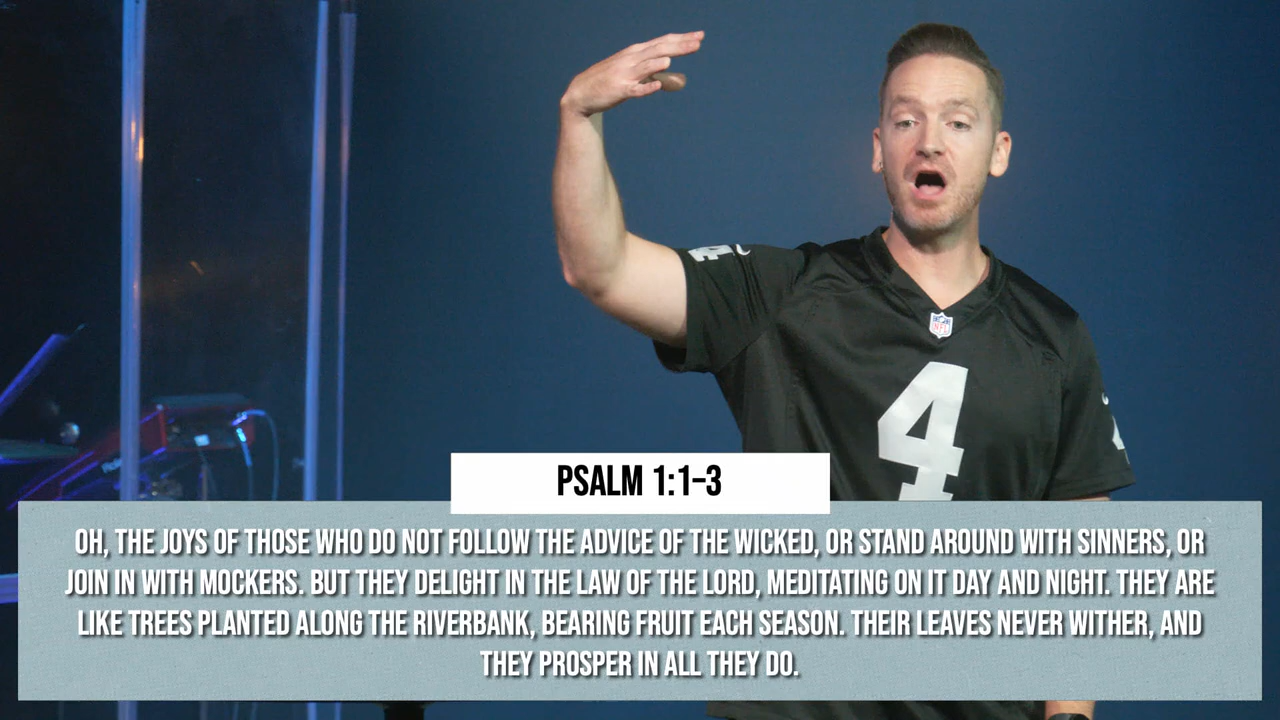 4
NFL
4
4
PSALM 1:1-3
OH, THE JOYS OF THOSE WHO DO NOT FOLLOW THE ADVICE OF THE WICKED, OR STAND AROUND WITH SINNERS, OR
JOIN IN WITH MOCKERS. BUT THEY DELIGHT IN THE LAW OF THE LORD, MEDITATING ON IT DAY AND NIGHT. THEY ARE
LIKE TREES PLANTED ALONG THE RIVERBANK, BEARING FRUIT EACH SEASON. THEIR LEAVES NEVER WITHER, AND
THEY PROSPER IN ALL THEY DO.